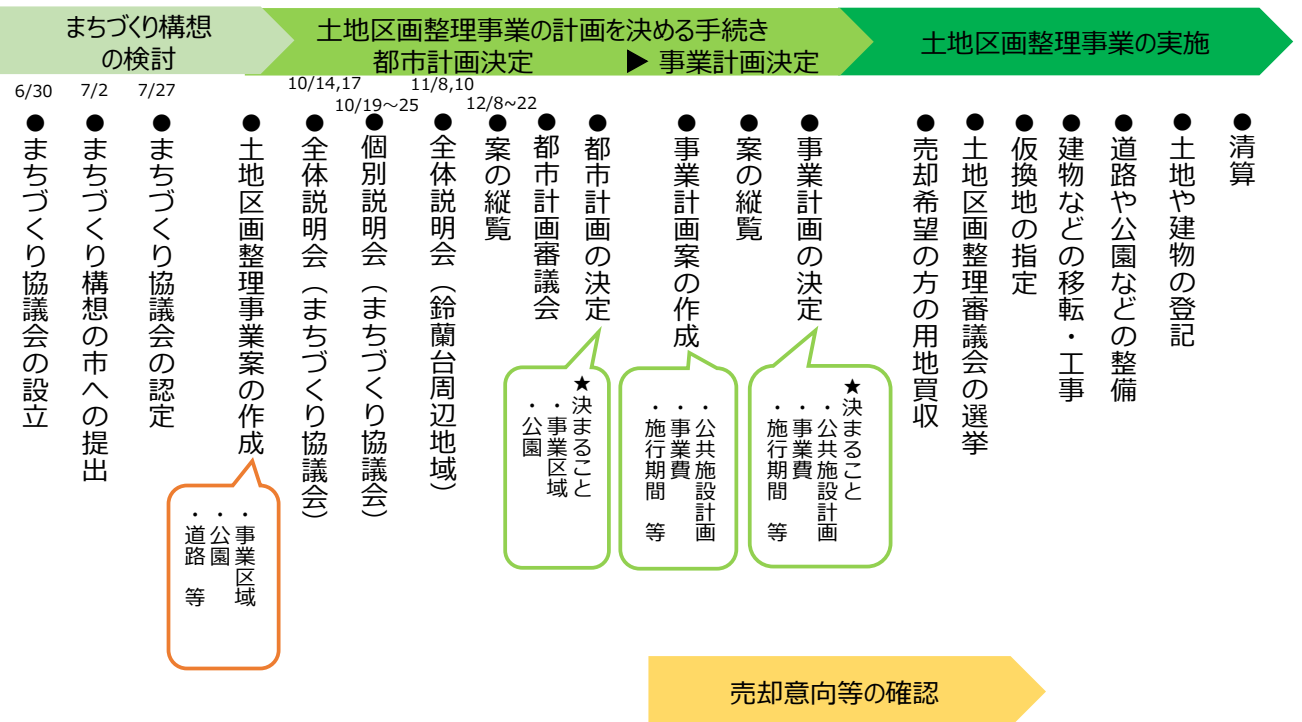 まちづくり構想
の検討
土地区画整理事業の計画を決める手続き
都市計画決定　　　▶ 事業計画決定
土地区画整理事業の実施
6/30
●まちづくり協議会の設立
7/2
●まちづくり構想の市への提出
7/27
●まちづくり協議会の認定
●土地区画整理事業案の作成
・事業区域
・公園
・道路　等
10/14,17
●全体説明会（まちづくり協議会）
10/19～25
●個別説明会（まちづくり協議会）
11/8,10
●全体説明会（鈴蘭台周辺地域）
12/8~22
●案の縦覧
●都市計画審議会
●都市計画の決定
★決まること
・事業区域
・公園
●事業計画案の作成
・公共施設計画
・事業費
・施行期間　等
●案の縦覧
●事業計画の決定
★決まること
・公共施設計画
・事業費
・施行期間　等
●売却希望の方の用地買収
●土地区画整理審議会の選挙
●仮換地の指定
●建物などの移転・工事
●道路や公園などの整備
●土地や建物の登記
●清算
売却意向等の確認